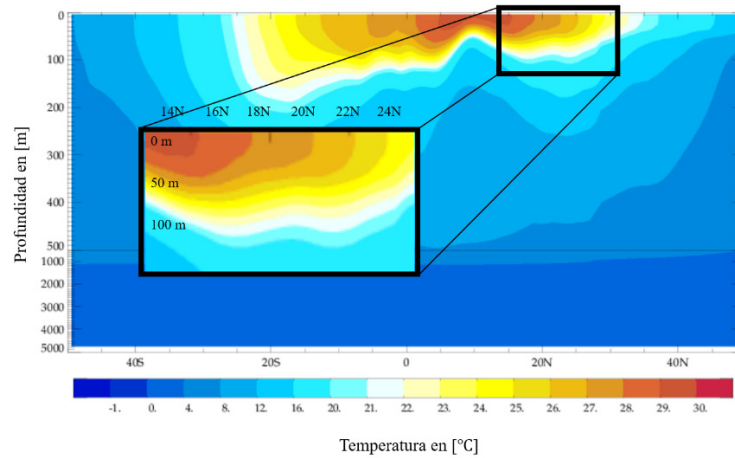 0
100
200
300
400
500
1000
2000
3000
4000
5000
Profundidad en [m]
14N 16N 18N 20N 22N 24N
0 m
50 m
100 m
40S 20S 0 20N 40N
-1. 0. 4. 8. 12. 16. 20. 21. 22. 23. 24. 25. 26. 27. 28. 29. 30.
Temperatura en [°C]